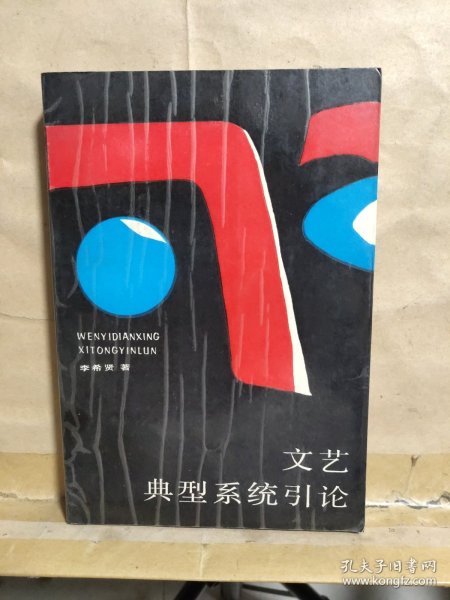 WENYIDIANXING
XITONGYINLUN
李希贤 著
文艺
典型系统引论
孔夫子旧书网
www.kongfz.com